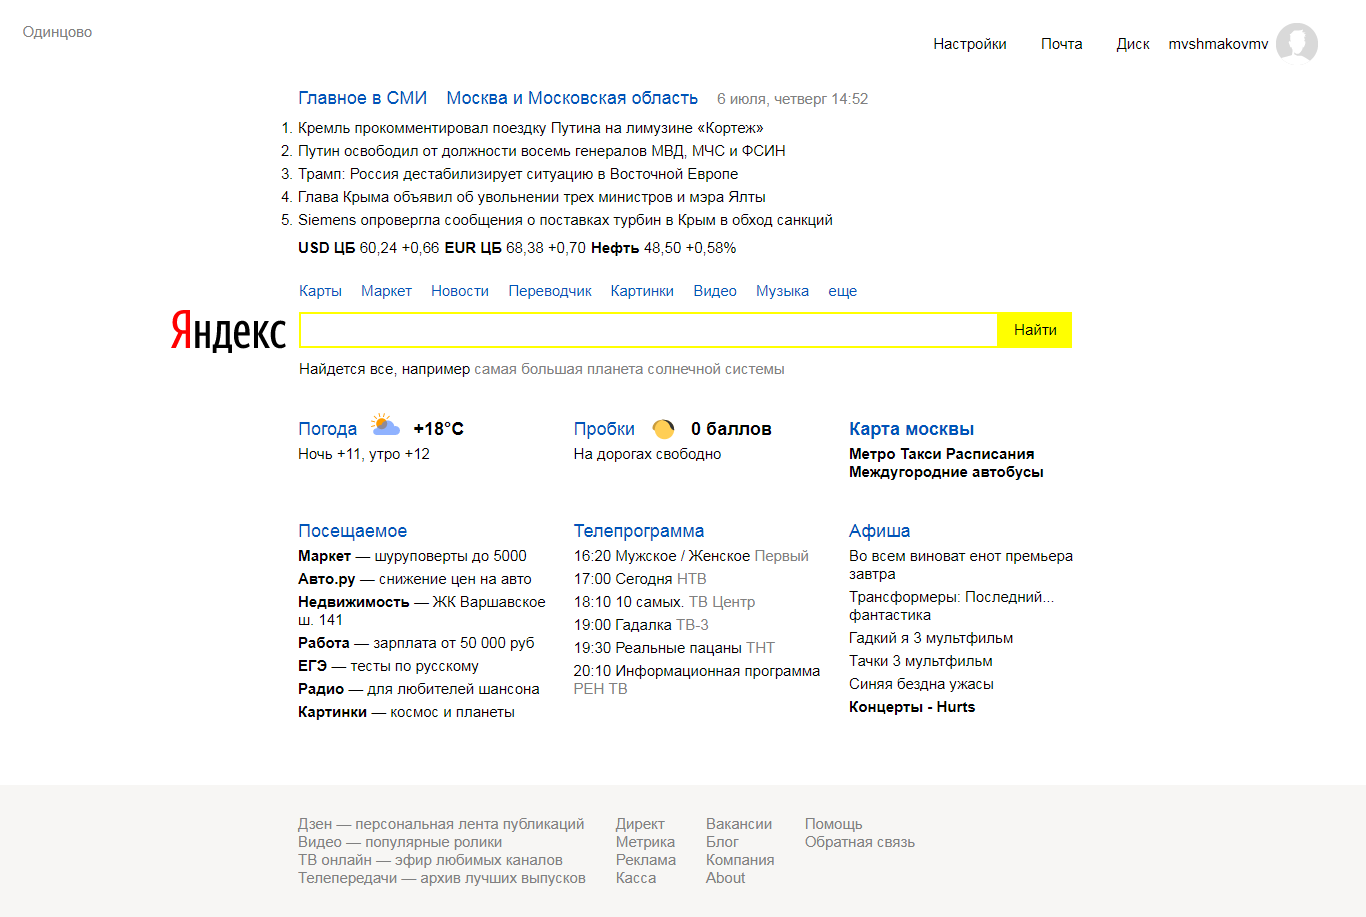 Одинцово
Настройки Почта Диск mvshmakovmv
Главное в СМИ Москва и Московская область 6 июля, четверг 14:52
1. Кремль прокомментировал поездку Путина на лимузине «Кортеж»
2. Путин освободил от должности восемь генералов МВД, МЧС и ФСИН
3. Трамп: Россия дестабилизирует ситуацию в Восточной Европе
4. Глава Крыма объявил об увольнении трех министров и мэра Ялты
5. Siemens опровергла сообщения о поставках турбин в Крым в обход санкций
USD ЦБ 60,24 +0,66 EUR ЦБ 68,38 +0,70 Нефть 48,50 +0,58%
Карты Маркет Новости Переводчик Картинки Видео Музыка еще
Яндекс Найти
Найдется все, например самая большая планета солнечной системы
Погода +18°C
Ночь +11, утро +12
Пробки 0 баллов
На дорогах свободно
Карта москвы
Метро Такси Расписания
Междугородние автобусы
Посещаемое
Маркет — шуруповерты до 5000
Авто.ру — снижение цен на авто
Недвижимость — ЖК Варшавское
ш. 141
Работа — зарплата от 50 000 руб
ЕГЭ — тесты по русскому
Радио — для любителей шансона
Картинки — космос и планеты
Телепрограмма
16:20 Мужское / Женское Первый
17:00 Сегодня НТВ
18:10 10 самых. ТВ Центр
19:00 Гадалка ТВ-3
19:30 Реальные пацаны ТНТ
20:10 Информационная программа
РЕН ТВ
Афиша
Во всем виноват енот премьера
завтра
Трансформеры: Последний...
фантастика
Гадкий я 3 мультфильм
Тачки 3 мультфильм
Синяя бездна ужасы
Концерты - Hurts
Дзен — персональная лента публикаций
Видео — популярные ролики
ТВ онлайн — эфир любимых каналов
Телепередачи — архив лучших выпусков
Директ
Метрика
Реклама
Касса
Вакансии
Блог
Компания
About
Помощь
Обратная связь